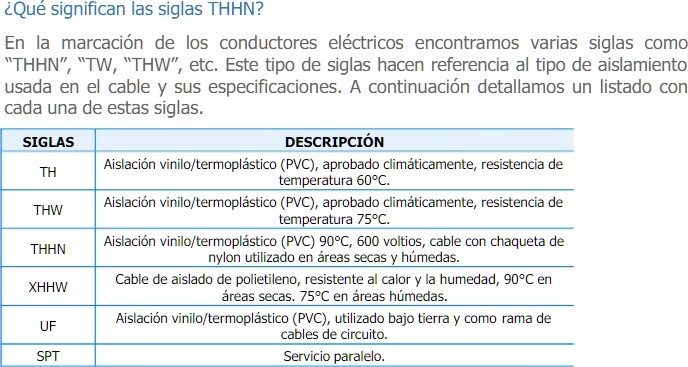 ¿Qué significan las siglas THHN?
En la marcación de los conductores eléctricos encontramos varias siglas como
“THHN”, “TW, “THW”, etc. Este tipo de siglas hacen referencia al tipo de aislamiento
usada en el cable y sus especificaciones. A continuación detallamos un listado con
cada una de estas siglas.
SIGLAS DESCRIPCIÓN
TH Aislación vinilo/termoplástico (PVC), aprobado climáticamente, resistencia de
temperatura 60°C.
THW Aislación vinilo/termoplástico (PVC), aprobado climáticamente, resistencia de
temperatura 75°C.
THHN Aislación vinilo/termoplástico (PVC) 90°C, 600 voltios, cable con chaqueta de
nylon utilizado en áreas secas y húmedas.
XHHW Cable de aislado de polietileno, resistente al calor y la humedad, 90°C en
áreas secas. 75°C en áreas húmedas.
UF Aislación vinilo/termoplástico (PVC), utilizado bajo tierra y como rama de
cables de circuito.
SPT Servicio paralelo.